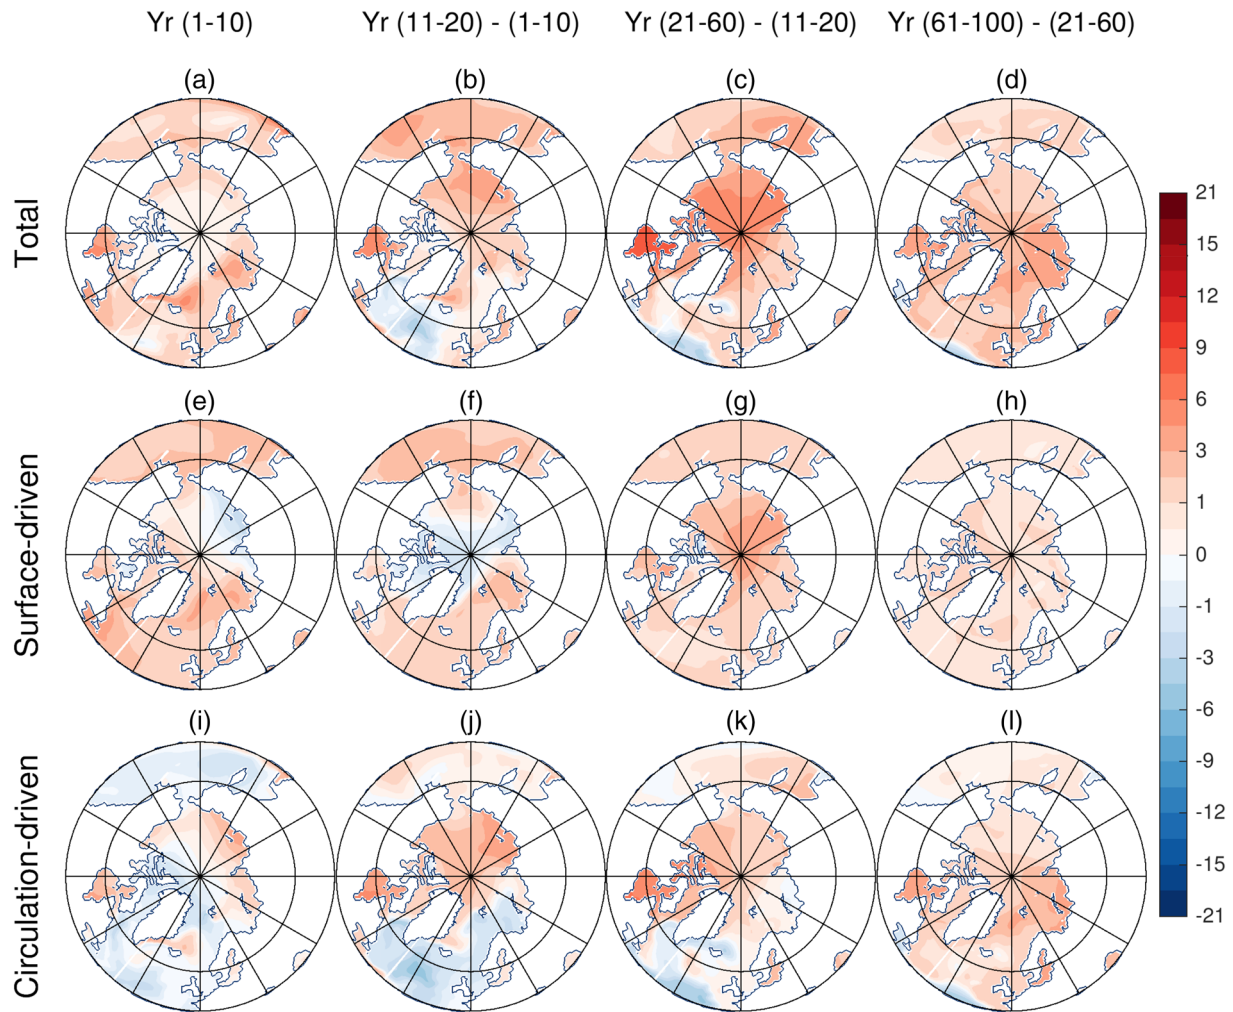 Yr (1-10) Yr (11-20) - (1-10) Yr (21-60) - (11-20) Yr (61-100) - (21-60)
(a) (b) (c) (d)
Total
(e) (f) (g) (h)
Surface-driven
(i) (j) (k) (l)
Circulation-driven
21
15
12
9
6
3
1
0
-1
-3
-6
-9
-12
-15
-21